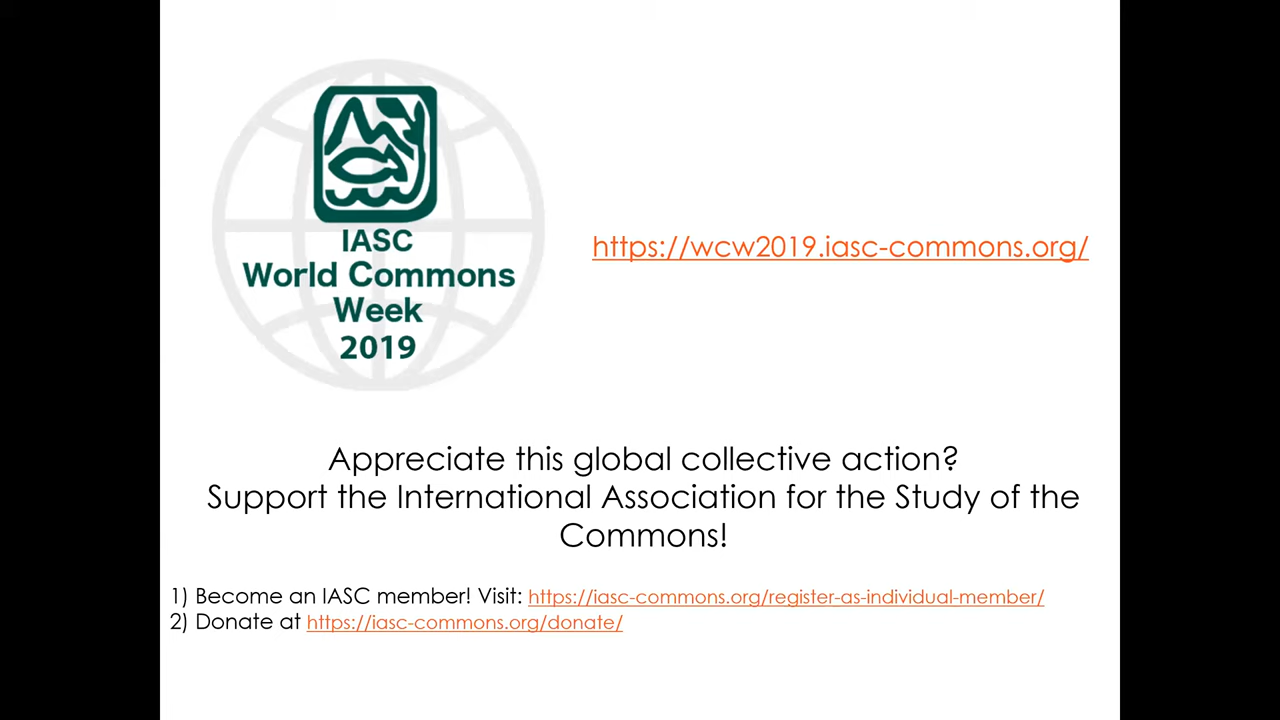 IASC
World Commons
Week
2019
https://wcw2019.iasc-commons.org/
Appreciate this global collective action?
Support the International Association for the Study of the
Commons!
1) Become an IASC member! Visit: https://iasc-commons.org/register-as-individual-member/
2) Donate at https://iasc-commons.org/donate/